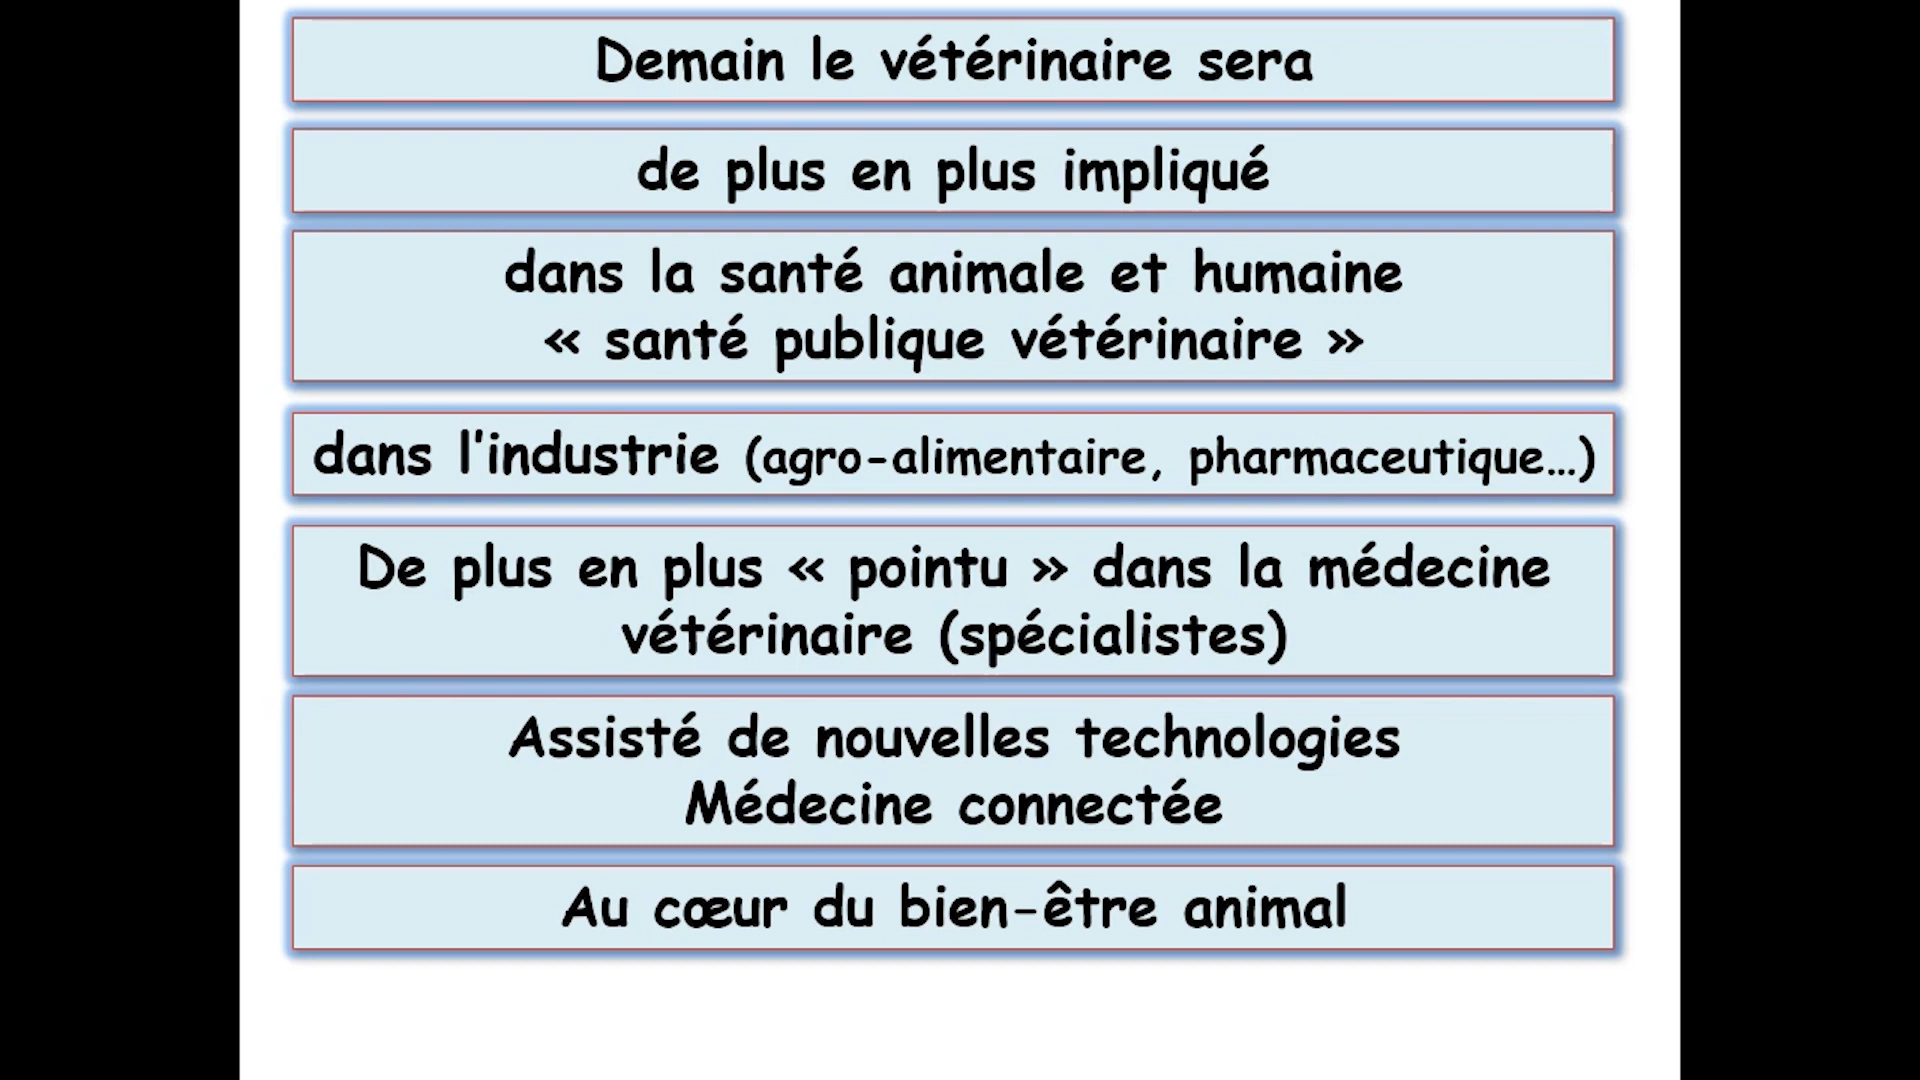 Demain le vétérinaire sera
de plus en plus impliqué
dans la santé animale et humaine
« santé publique vétérinaire »
dans l'industrie (agro-alimentaire, pharmaceutique…)
De plus en plus « pointu » dans la médecine
vétérinaire (spécialistes)
Assisté de nouvelles technologies
Médecine connectée
Au cœur du bien-être animal